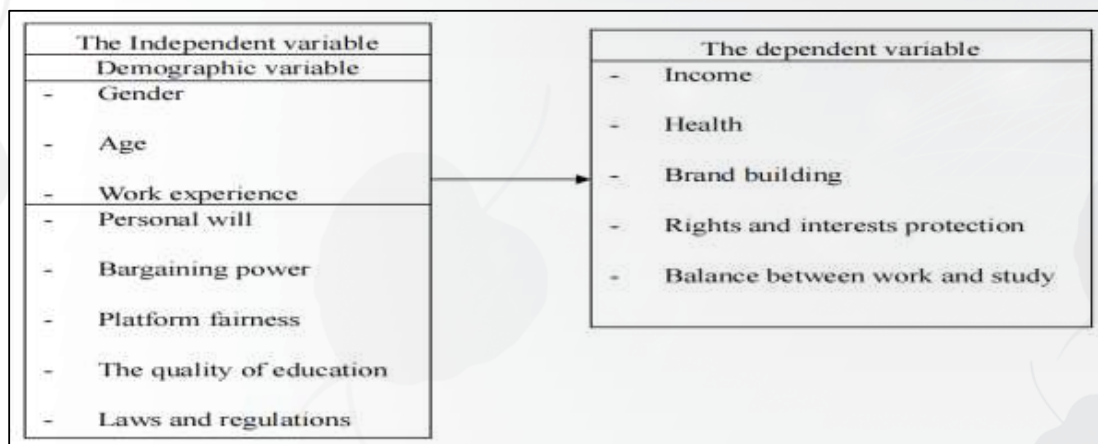 The Independent variable
Demographic variable
- Gender
- Age
- Work experience
- Personal will
- Bargaining power
- Platform fairness
- The quality of education
- Laws and regulations
The dependent variable
- Income
- Health
- Brand building
- Rights and interests protection
- Balance between work and study